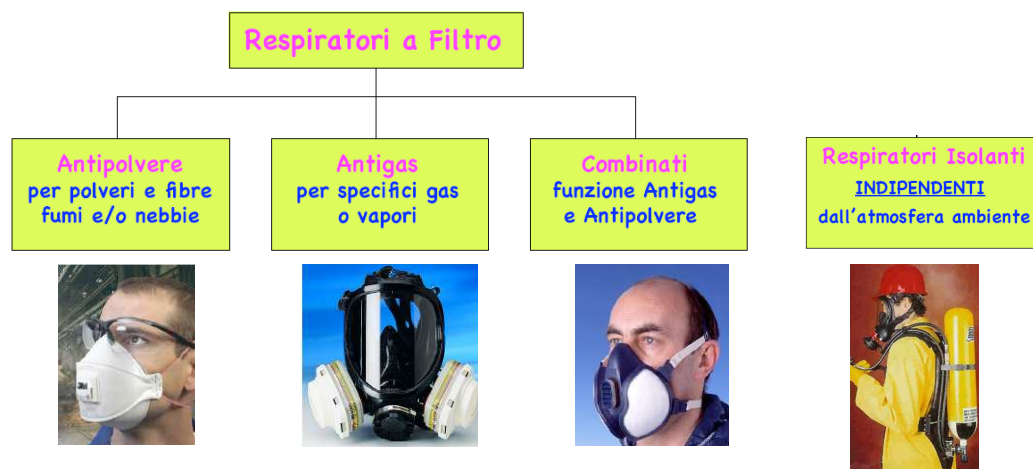 Respiratori a Filtro
Antipolvere
per polveri e fibre
fumi e/o nebbie
Antigas
per specifici gas
o vapori
Combinati
funzione Antigas
e Antipolvere
Respiratori Isolanti
INDIPENDENTI
dall'atmosfera ambiente
3M